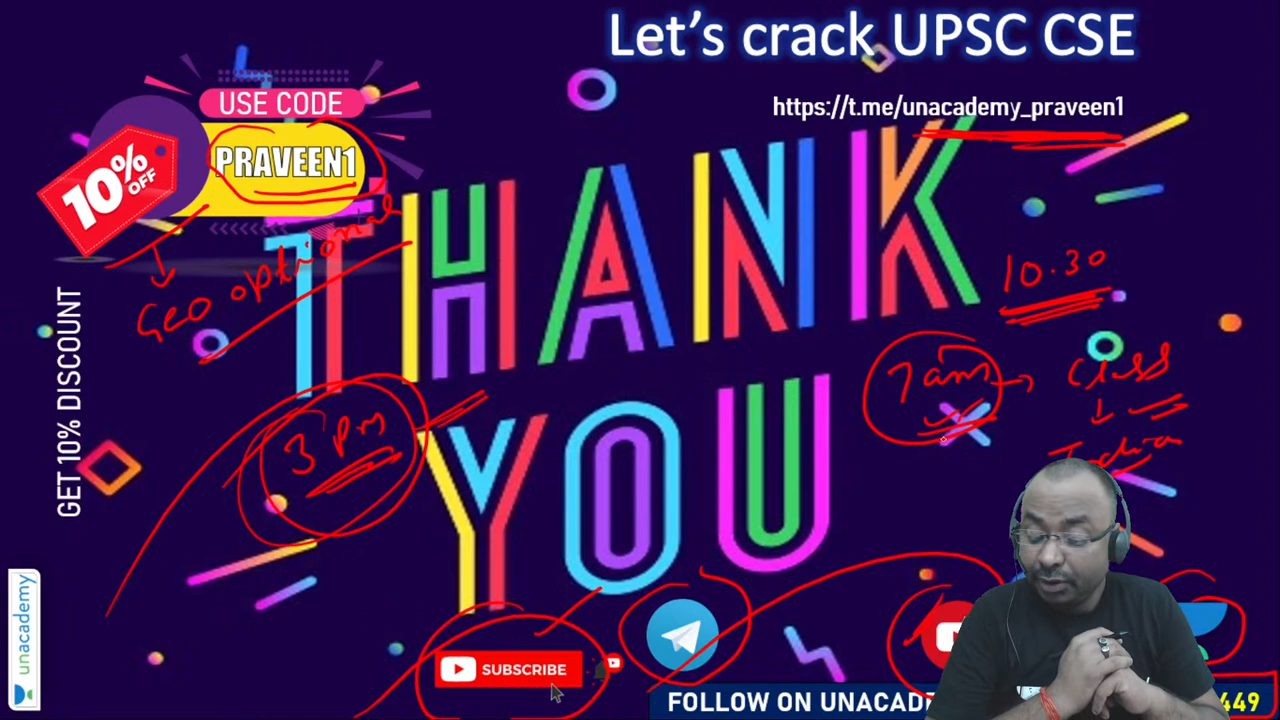 Let's crack UPSC CSE
https://t.me/unacademy_praveen1
USE CODE
10% OFF
PRAVEEN1
Geo optional
GET 10% DISCOUNT
THANK
YOU
10.30
7 am
class
Indian
3 pm
unacademy
SUBSCRIBE
FOLLOW ON
449